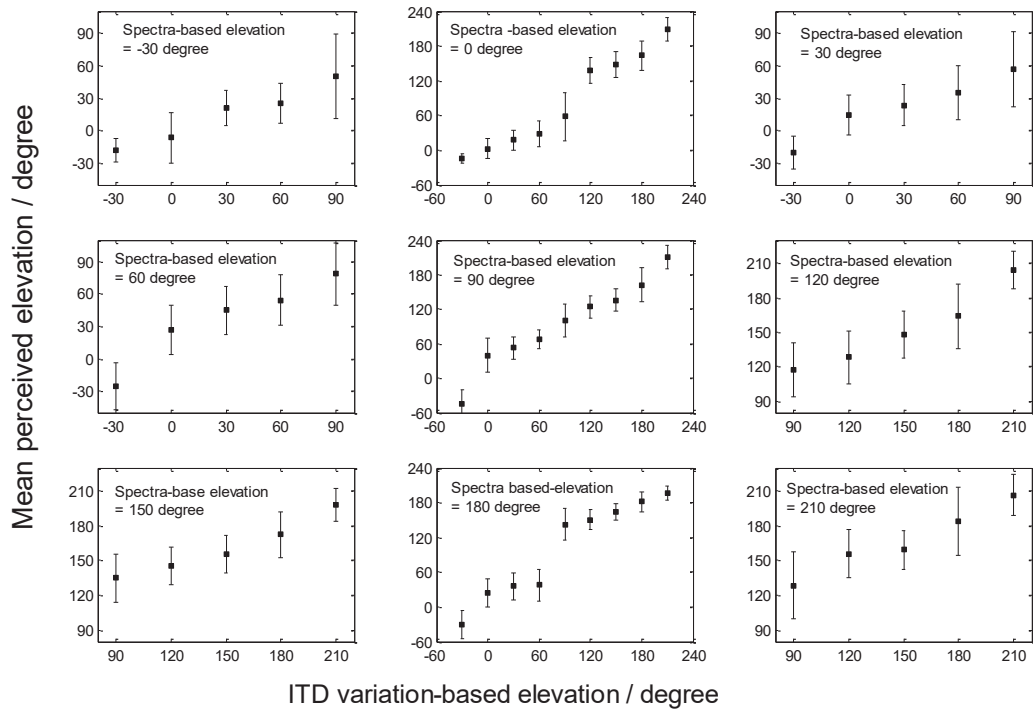 Mean perceived elevation / degree
Spectra-based elevation
= -30 degree
90
60
30
0
-30
-30 0 30 60 90
Spectra -based elevation
= 0 degree
240
180
120
60
0
-60
-60 0 60 120 180 240
Spectra-based elevation
= 30 degree
90
60
30
0
-30
-30 0 30 60 90
Spectra-based elevation
= 60 degree
90
60
30
0
-30
-30 0 30 60 90
Spectra-based elevation
= 90 degree
240
180
120
60
0
-60
-60 0 60 120 180 240
Spectra-based elevation
= 120 degree
210
180
150
120
90
90 120 150 180 210
Spectra-base elevation
= 150 degree
210
180
150
120
90
90 120 150 180 210
Spectra based-elevation
= 180 degree
240
180
120
60
0
-60
-60 0 60 120 180 240
Spectra-based elevation
= 210 degree
210
180
150
120
90
90 120 150 180 210
ITD variation-based elevation / degree